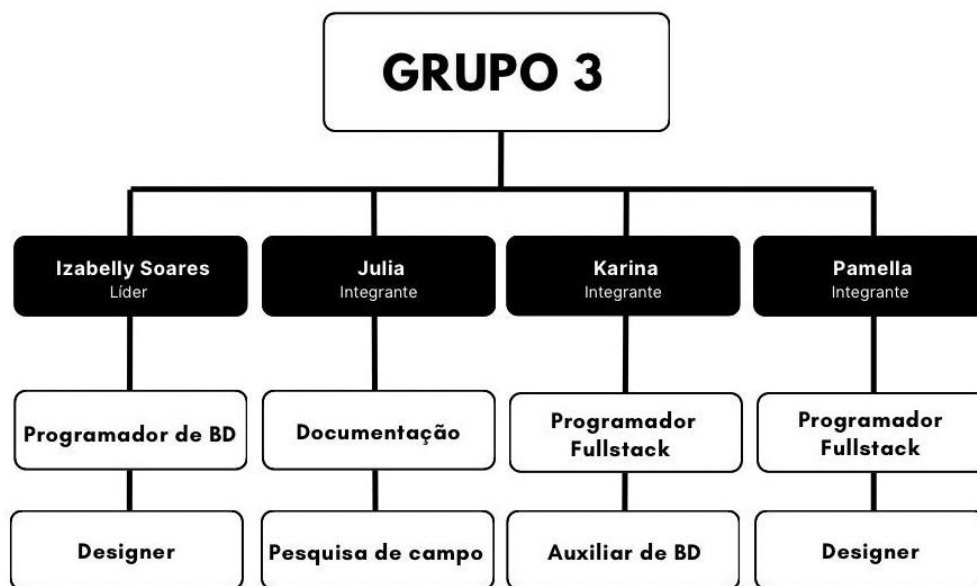 GRUPO 3
Izabelly Soares
Líder
Julia
Integrante
Karina
Integrante
Pamella
Integrante
Programador de BD
Documentação
Programador
Fullstack
Programador
Fullstack
Designer
Pesquisa de campo
Auxiliar de BD
Designer